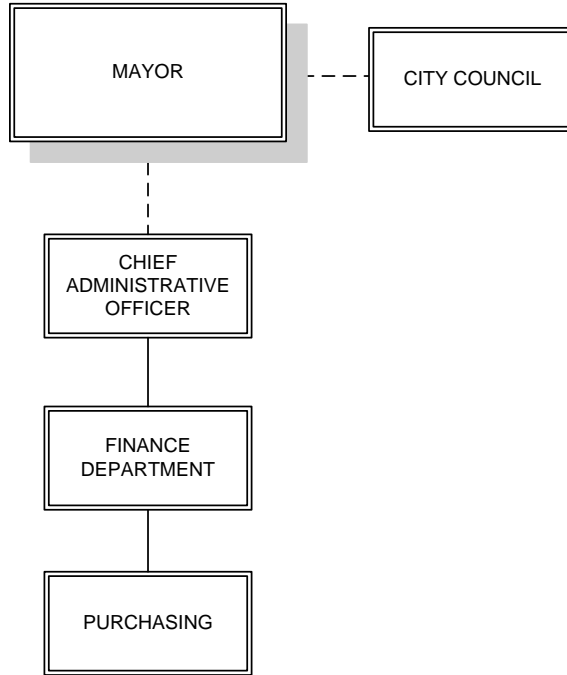 MAYOR
CITY COUNCIL
CHIEF
ADMINISTRATIVE
OFFICER
FINANCE
DEPARTMENT
PURCHASING